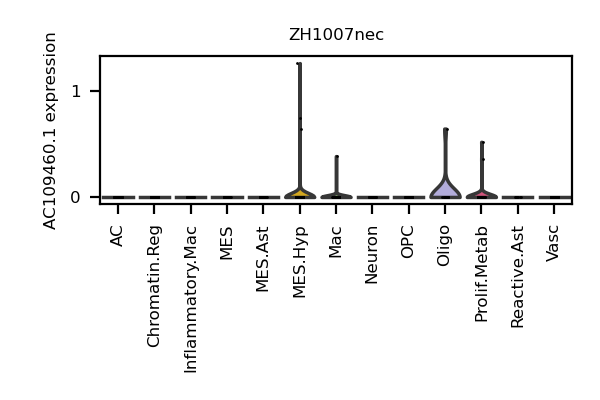 ZH1007nec
AC109460.1 expression
1
0
AC
Chromatin.Reg
Inflammatory.Mac
MES
MES.Ast
MES.Hyp
Mac
Neuron
OPC
Oligo
Prolif.Metab
Reactive.Ast
Vasc